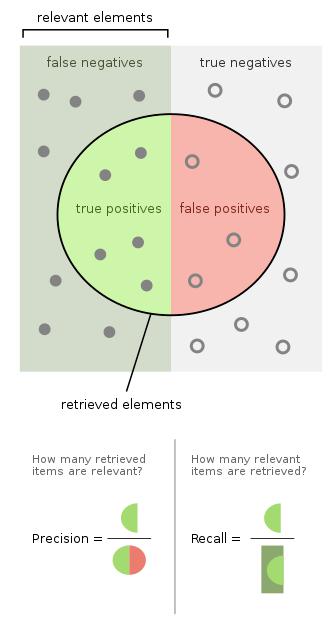 relevant elements
false negatives
true negatives
true positives
false positives
retrieved elements
How many retrieved
items are relevant?
Precision =
How many relevant
items are retrieved?
Recall =